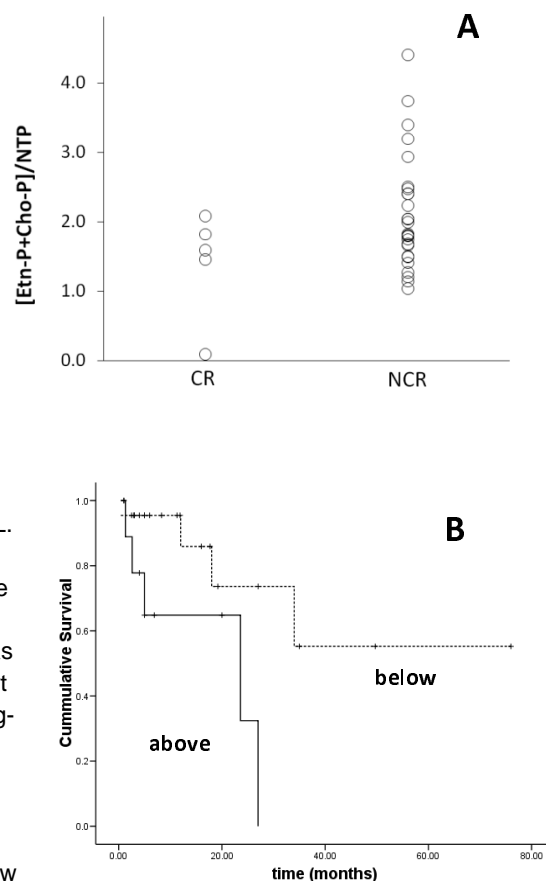 A
[Etn-P+Cho-P]/NTP
4.0
3.0
2.0
1.0
0.0
CR NCR
B
Cummulative Survival
1.0
0.8
0.6
0.4
0.2
0.0
below
above
0.00 20.00 40.00 60.00 80.00
time (months)